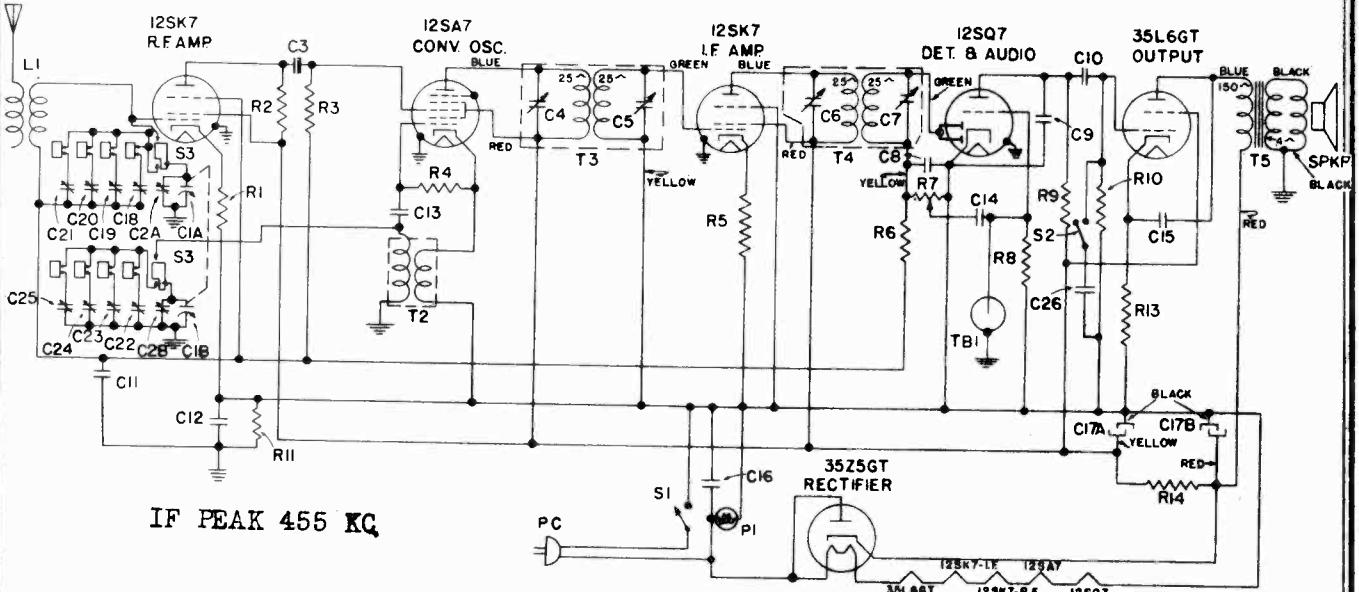 12SK7
R.F. AMP.
12SA7
CONV. OSC.
12SK7
I.F. AMP.
12SQ7
DET. & AUDIO
35L6GT
OUTPUT
L1
R2
C3
R3
BLUE
25~
25~
C4
C5
T3
RED
GREEN
YELLOW
BLUE
25~
25~
C6
C7
T4
RED
GREEN
C8
YELLOW
R7
C9
C10
BLUE
150~
BLACK
4~
T5
SPKR
BLACK
RED
S3
R1
C21
C20
C19
C18
C2A
C1A
S3
R4
C13
T2
R5
R6
C14
R8
TB1
R9
S2
R10
C26
C15
R13
C25
C24
C23
C22
C2B
C1B
C11
C12
R11
BLACK
C17A
YELLOW
C17B
RED
R14
IF PEAK 455 KC
S1
C16
PC
P1
35Z5GT
RECTIFIER
35L6GT
12SK7-I.F.
12SK7-R.F.
12SA7
12SQ7